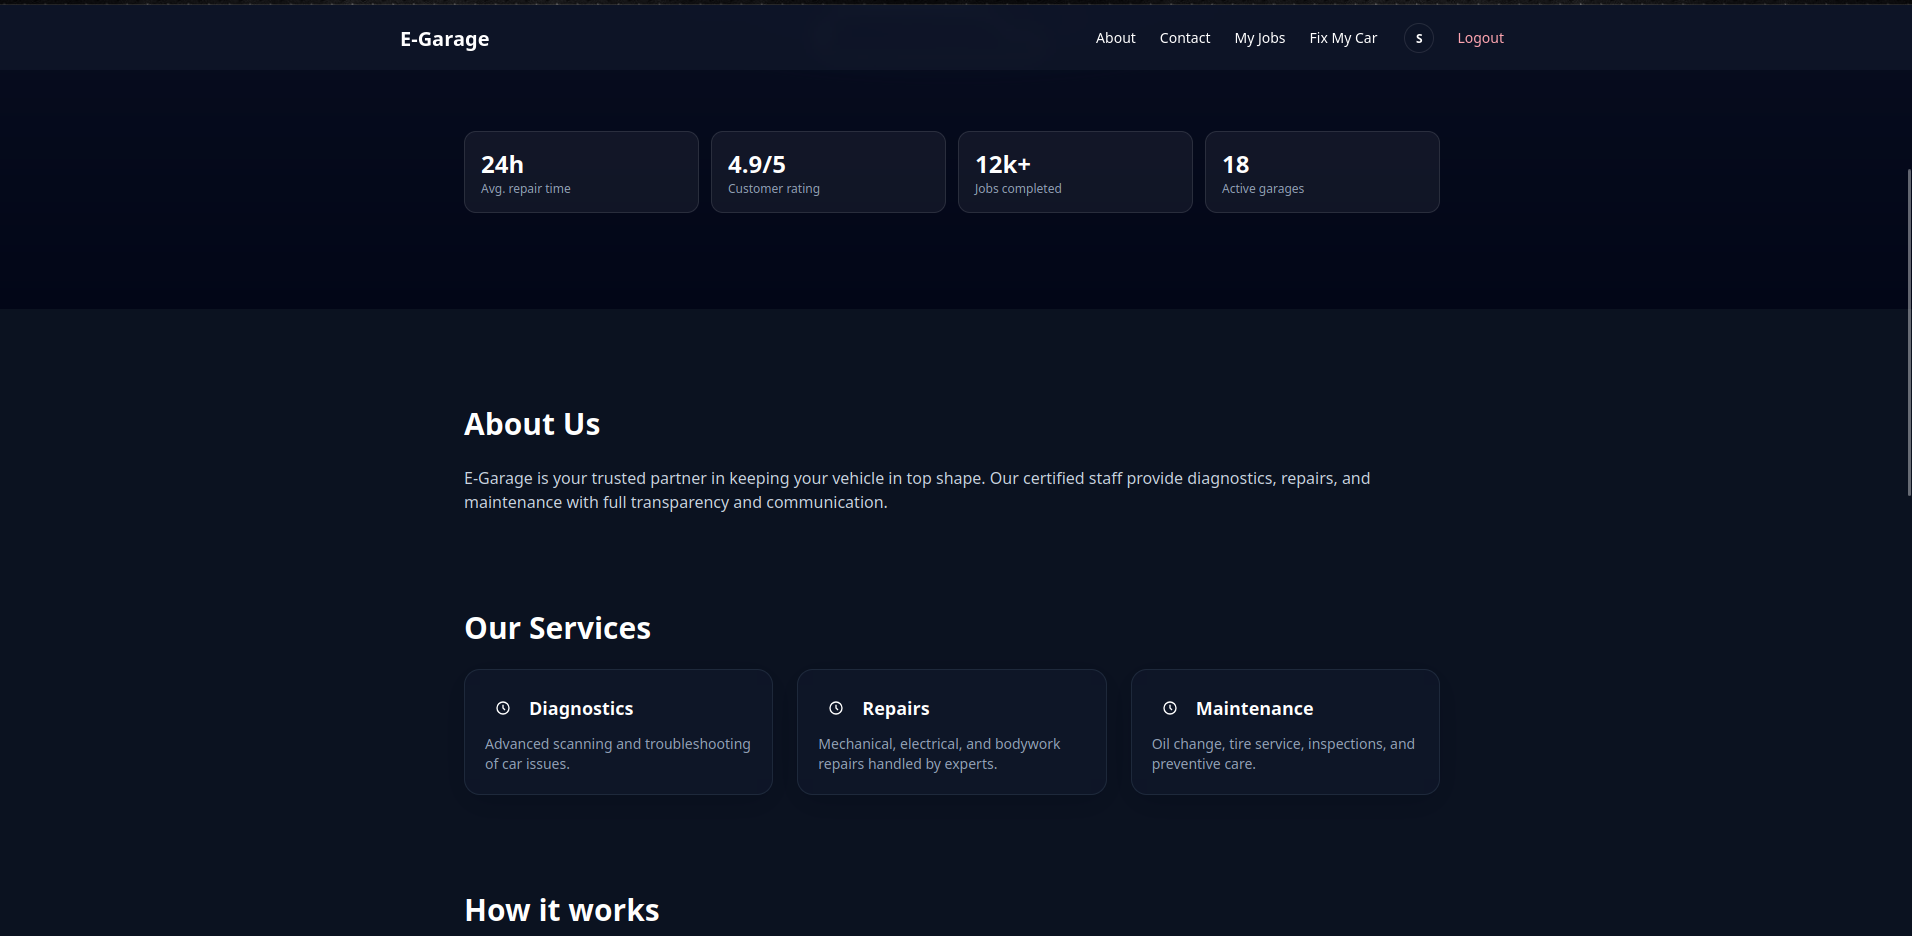 E-Garage
About Contact My Jobs Fix My Car S Logout
24h
Avg. repair time
4.9/5
Customer rating
12k+
Jobs completed
18
Active garages
About Us
E-Garage is your trusted partner in keeping your vehicle in top shape. Our certified staff provide diagnostics, repairs, and
maintenance with full transparency and communication.
Our Services
Diagnostics
Advanced scanning and troubleshooting
of car issues.
Repairs
Mechanical, electrical, and bodywork
repairs handled by experts.
Maintenance
Oil change, tire service, inspections, and
preventive care.
How it works